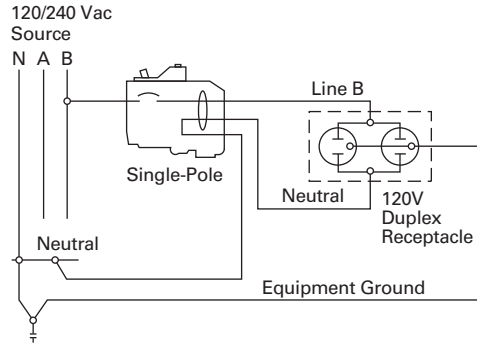 120/240 Vac
Source
N A B
Line B
Single-Pole
Neutral
120V
Duplex
Receptacle
Neutral
Equipment Ground